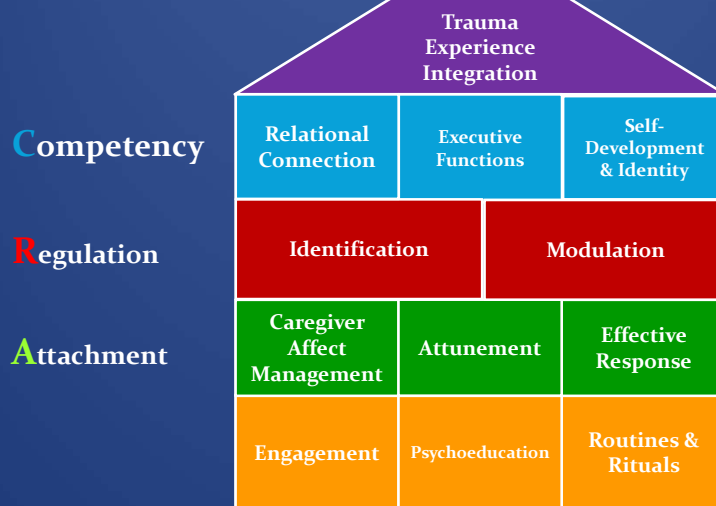 Trauma
Experience
Integration
Competency
Relational
Connection
Executive
Functions
Self-
Development
& Identity
Regulation
Identification
Modulation
Attachment
Caregiver
Affect
Management
Attunement
Effective
Response
Engagement
Psychoeducation
Routines &
Rituals